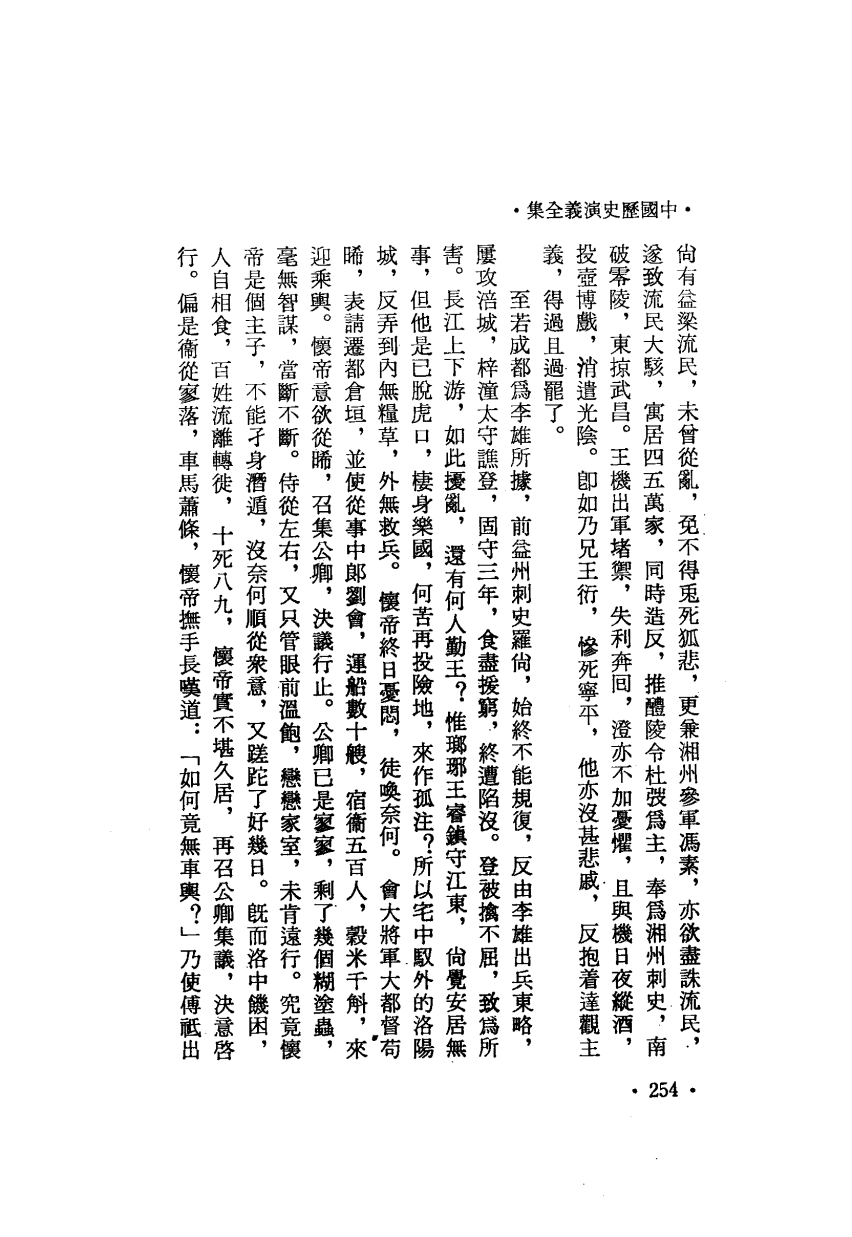 •中國歷史演義全集•
尙有益梁流民，未曾從亂，免不得兎死狐悲，更兼湘州參軍馮素，亦欲盡誅流民，
遂致流民大駭，寓居四五萬家，同時造反，推醴陵令杜弢爲主，奉爲湘州刺史，南
破零陵，東掠武昌。王機出軍堵禦，失利奔回，澄亦不加憂懼，且與機日夜縱酒，
投壺博戲，消遣光陰。卽如乃兄王衍，慘死寧平，他亦沒甚悲戚，反抱着達觀主
義，得過且過罷了。
至若成都爲李雄所據，前益州刺史羅尙，始終不能規復，反由李雄出兵東略，
屢攻涪城，梓潼太守譙登，固守三年，食盡援窮，終遭陷沒。登被擒不屈，致爲所
害。長江上下游，如此擾亂，還有何人勤王？惟瑯琊王睿鎭守江東，尙覺安居無
事，但他是已脫虎口，棲身樂國，何苦再投險地，來作孤注？所以宅中馭外的洛陽
城，反弄到內無糧草，外無救兵。懷帝終日憂悶，徒喚奈何。會大將軍大都督苟
晞，表請遷都倉垣，並使從事中郞劉會，運船數十艘，宿衞五百人，穀米千斛，來
迎乘輿。懷帝意欲從晞，召集公卿，決議行止。公卿已是寥寥，剩了幾個糊塗蟲，
毫無智謀，當斷不斷。侍從左右，又只管眼前溫飽，戀戀家室，未肯遠行。究竟懷
帝是個主子，不能孑身潛遁，沒奈何順從衆意，又蹉跎了好幾日。旣而洛中饑困，
人自相食，百姓流離轉徙，十死八九，懷帝實不堪久居，再召公卿集議，決意啓
行。偏是衞從寥落，車馬蕭條，懷帝撫手長嘆道：「如何竟無車輿？」乃使傅祗出
•254•